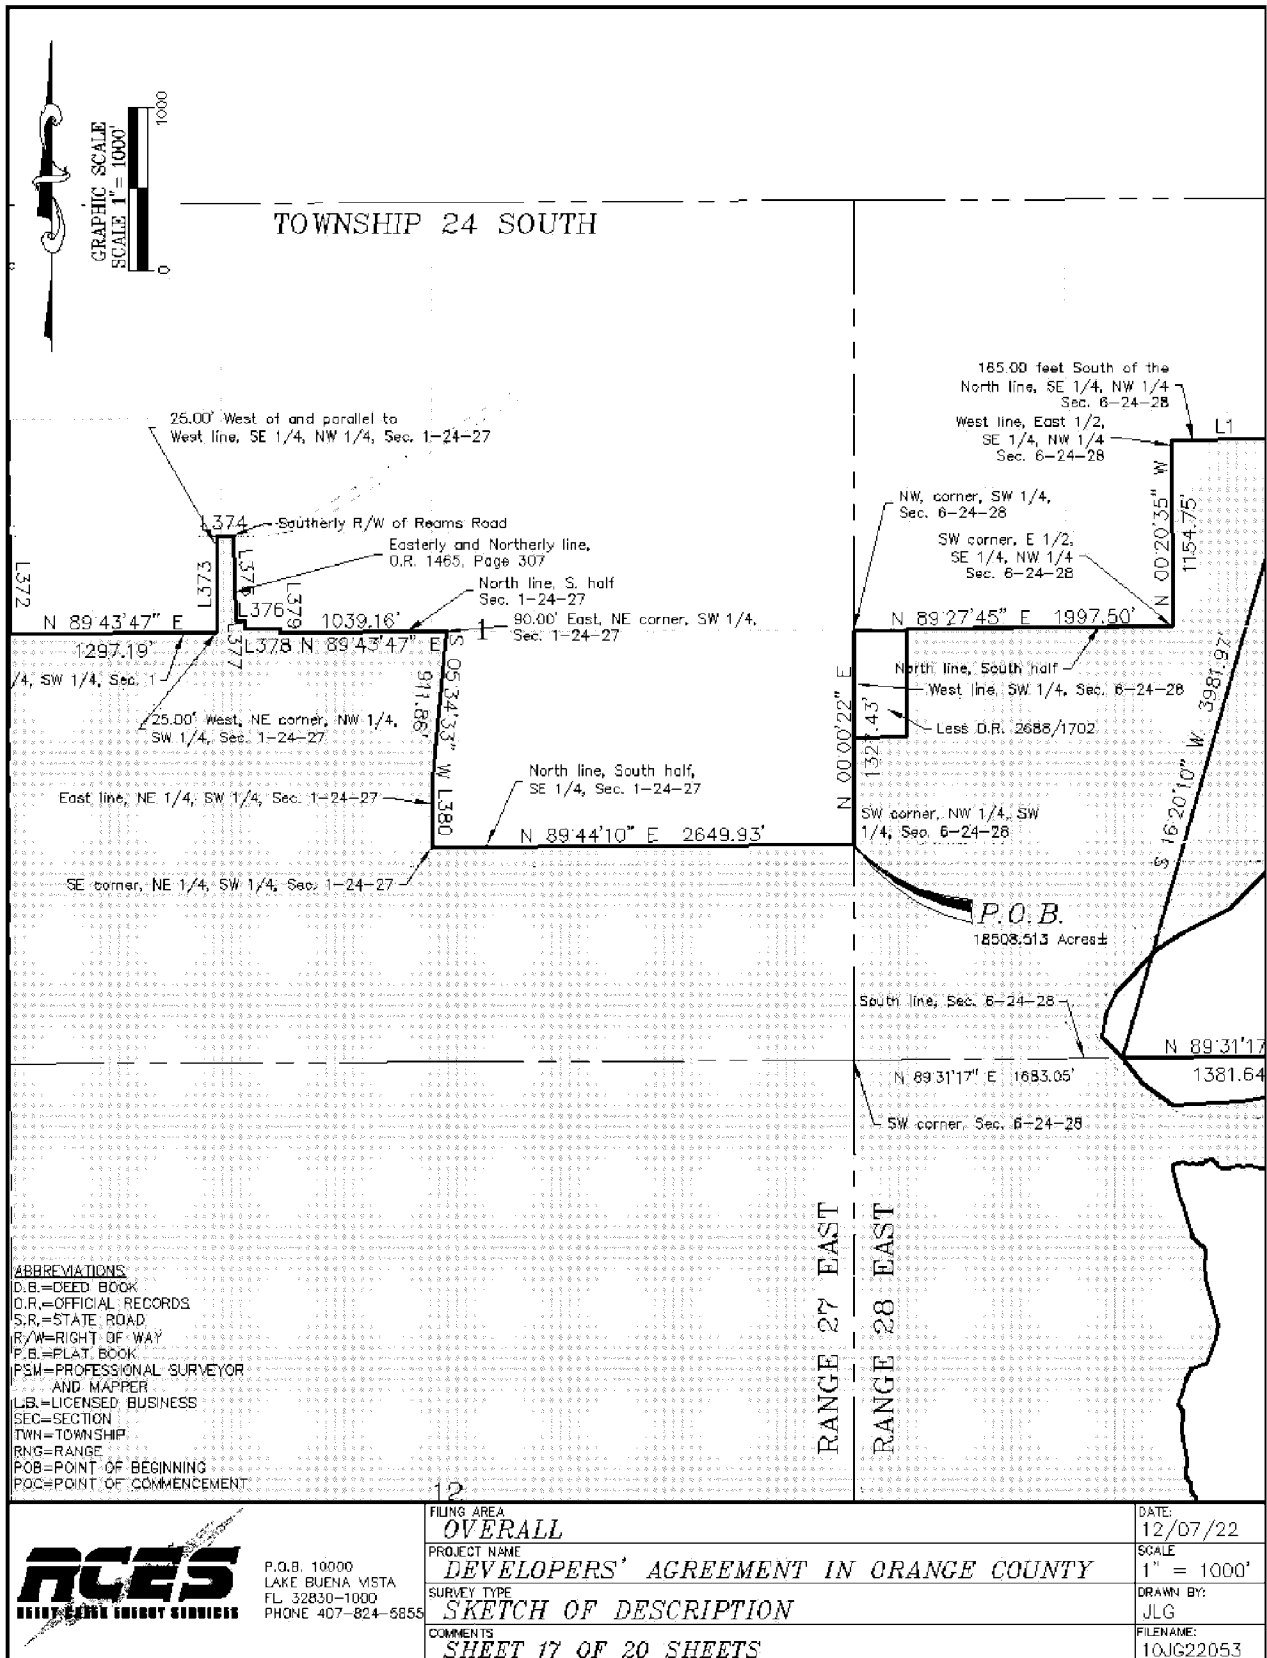 GRAPHIC SCALE
SCALE 1" = 1000'
0
1000
TOWNSHIP 24 SOUTH
165.00 feet South of the
North line, SE 1/4, NW 1/4
Sec. 6-24-28
L1
West line, East 1/2,
SE 1/4, NW 1/4
Sec. 6-24-28
25.00' West of and parallel to
West line, SE 1/4, NW 1/4, Sec. 1-24-27
N 00°20'35" W
1154.75'
NW, corner, SW 1/4,
Sec. 6-24-28
SW corner, E 1/2,
SE 1/4, NW 1/4
Sec. 6-24-28
L374
Southerly R/W of Reams Road
Easterly and Northerly line,
O.R. 1465, Page 307
North line, S. half
Sec. 1-24-27
90.00' East, NE corner, SW 1/4,
Sec. 1-24-27
L372
L373
L375
L376
L377
L378
L379
N 89°43'47" E
1297.19'
1039.16'
N 89°43'47" E
1
N 89°27'45" E 1997.50'
/4, SW 1/4, Sec. 1
25.00' West, NE corner, NW 1/4,
SW 1/4, Sec. 1-24-27
S 05°34'33" W L380
911.86'
North line, South half
West line, SW 1/4, Sec. 6-24-28
Less O.R. 2688/1702
N 00°00'22" E
S 16°20'10" W 3981.97'
East line, NE 1/4, SW 1/4, Sec. 1-24-27
North line, South half,
SE 1/4, Sec. 1-24-27
N 89°44'10" E 2649.93'
SW corner, NW 1/4, SW
1/4, Sec. 6-24-28
SE corner, NE 1/4, SW 1/4, Sec. 1-24-27
P.O.B.
18508.513 Acres±
South line, Sec. 6-24-28
N 89°31'17
1381.64
N 89°31'17" E 1683.05'
SW corner, Sec. 6-24-28
RANGE 27 EAST
RANGE 28 EAST
ABBREVIATIONS
D.B.=DEED BOOK
O.R.=OFFICIAL RECORDS
S.R.=STATE ROAD
R/W=RIGHT OF WAY
P.B.=PLAT BOOK
PSM=PROFESSIONAL SURVEYOR
AND MAPPER
L.B.=LICENSED BUSINESS
SEC=SECTION
TWN=TOWNSHIP
RNG=RANGE
POB=POINT OF BEGINNING
POC=POINT OF COMMENCEMENT
12
RCES
REEDY CREEK ENERGY SERVICES
P.O.B. 10000
LAKE BUENA VISTA
FL 32830-1000
PHONE 407-824-5855
FILING AREA
OVERALL
PROJECT NAME
DEVELOPERS' AGREEMENT IN ORANGE COUNTY
SURVEY TYPE
SKETCH OF DESCRIPTION
COMMENTS
SHEET 17 OF 20 SHEETS
DATE:
12/07/22
SCALE
1" = 1000'
DRAWN BY:
JLG
FILENAME:
10JG22053